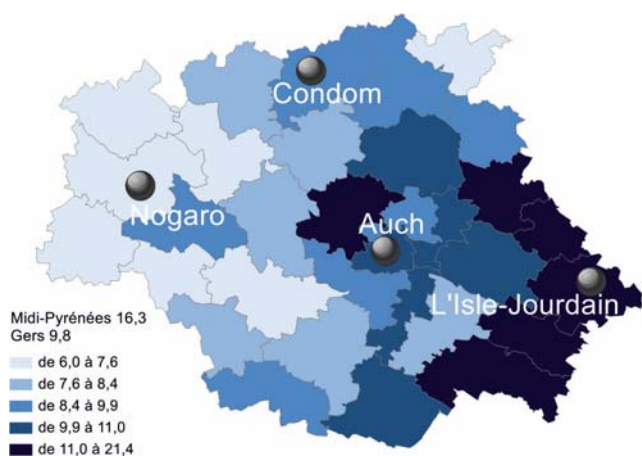 Condom
Nogaro
Auch
L'Isle-Jourdain
Midi-Pyrénées 16,3
Gers 9,8
de 6,0 à 7,6
de 7,6 à 8,4
de 8,4 à 9,9
de 9,9 à 11,0
de 11,0 à 21,4